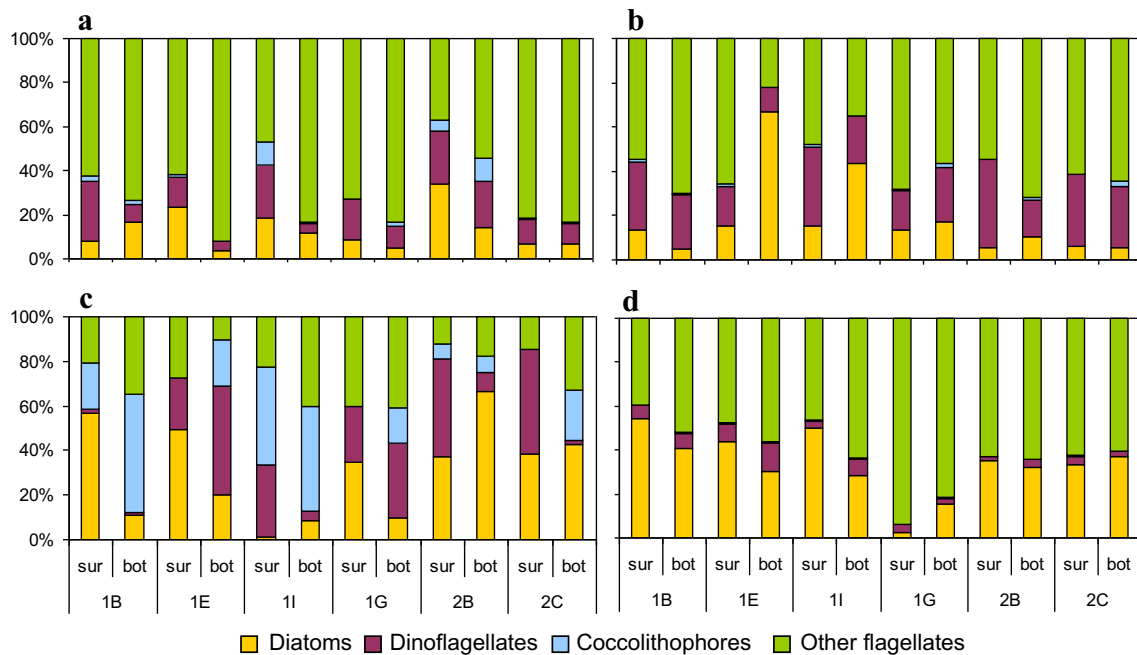 a b
100%
80%
60%
40%
20%
0%
c d
100%
80%
60%
40%
20%
0%
sur bot sur bot sur bot sur bot sur bot sur bot sur bot sur bot sur bot sur bot sur bot sur bot
1B 1E 1I 1G 2B 2C 1B 1E 1I 1G 2B 2C
Diatoms Dinoflagellates Coccolithophores Other flagellates